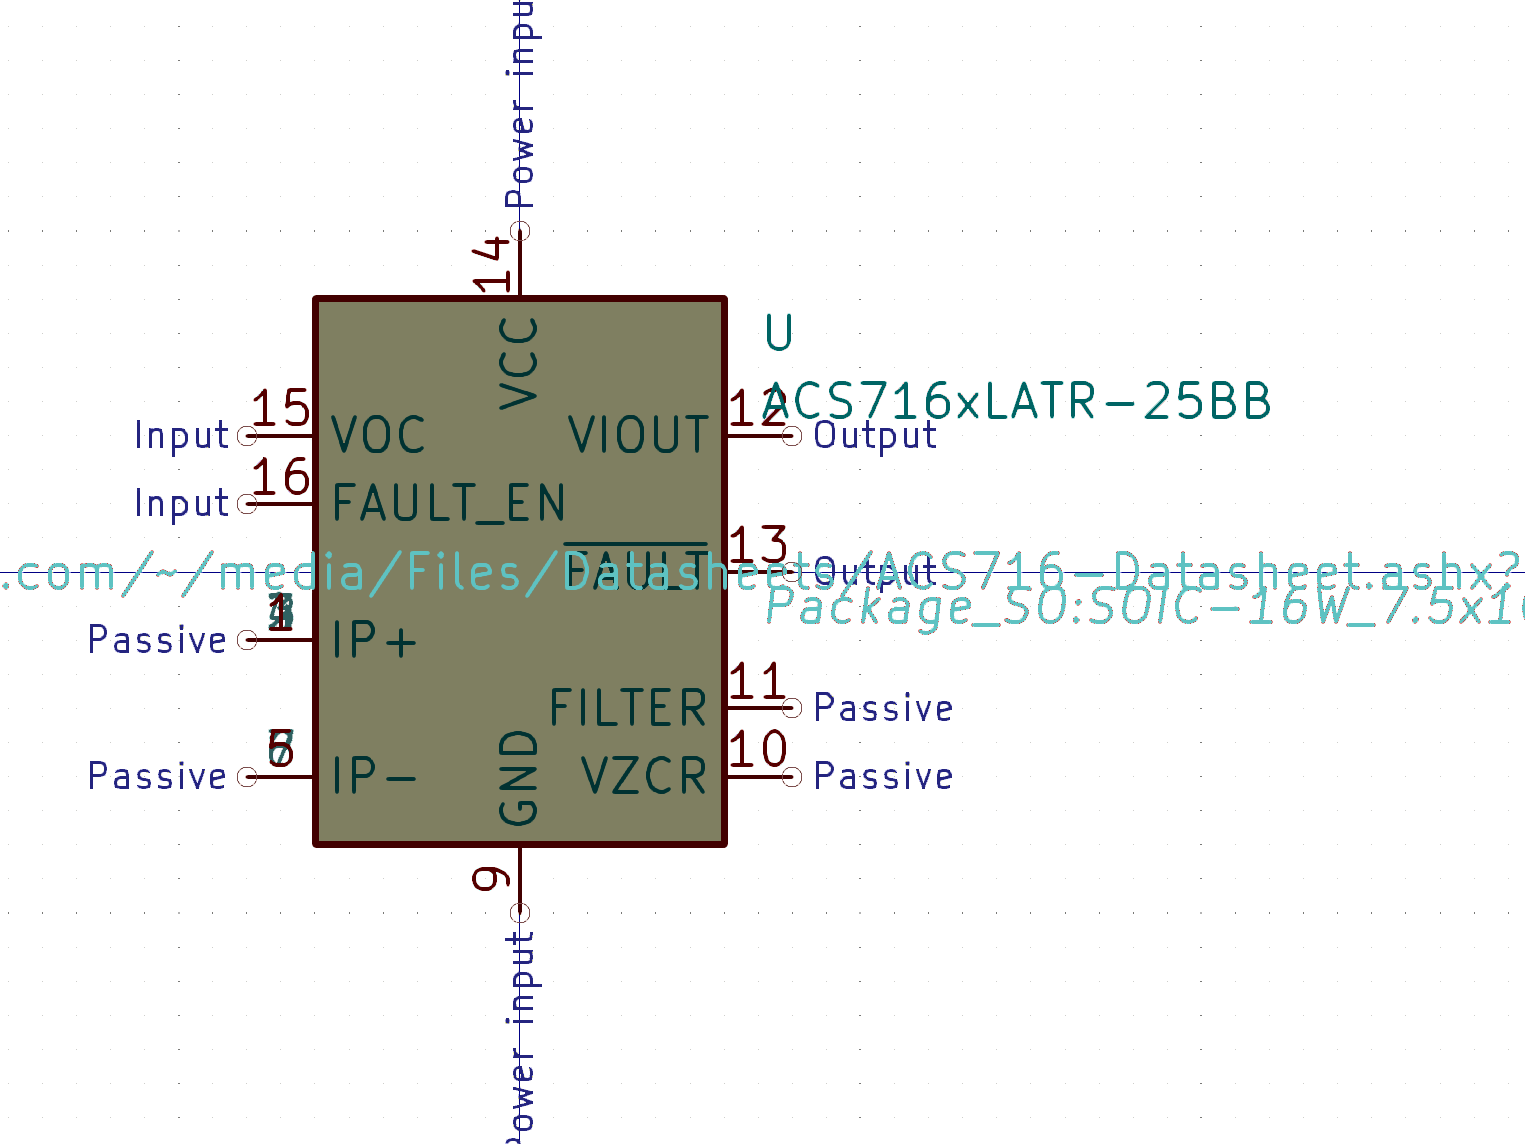 Power inpu
14
VCC
U
ACS716xLATR-25BB
Input
15
VOC
VIOUT
12
Output
Input
16
FAULT_EN
FAULT
13
Output
.com/~/media/Files/Datasheets/ACS716-Datasheet.ashx?
Package_SO:SOIC-16W_7.5x1
Passive
1
IP+
FILTER
11
Passive
Passive
IP-
GND
VZCR
10
Passive
9
Power input